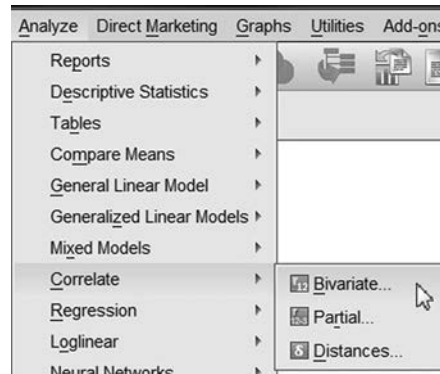 Analyze Direct Marketing Graphs Utilities Add-ons
Reports
Descriptive Statistics
Tables
Compare Means
General Linear Model
Generalized Linear Models
Mixed Models
Correlate
Bivariate...
Regression
Partial...
Loglinear
Distances...
Neural Networks